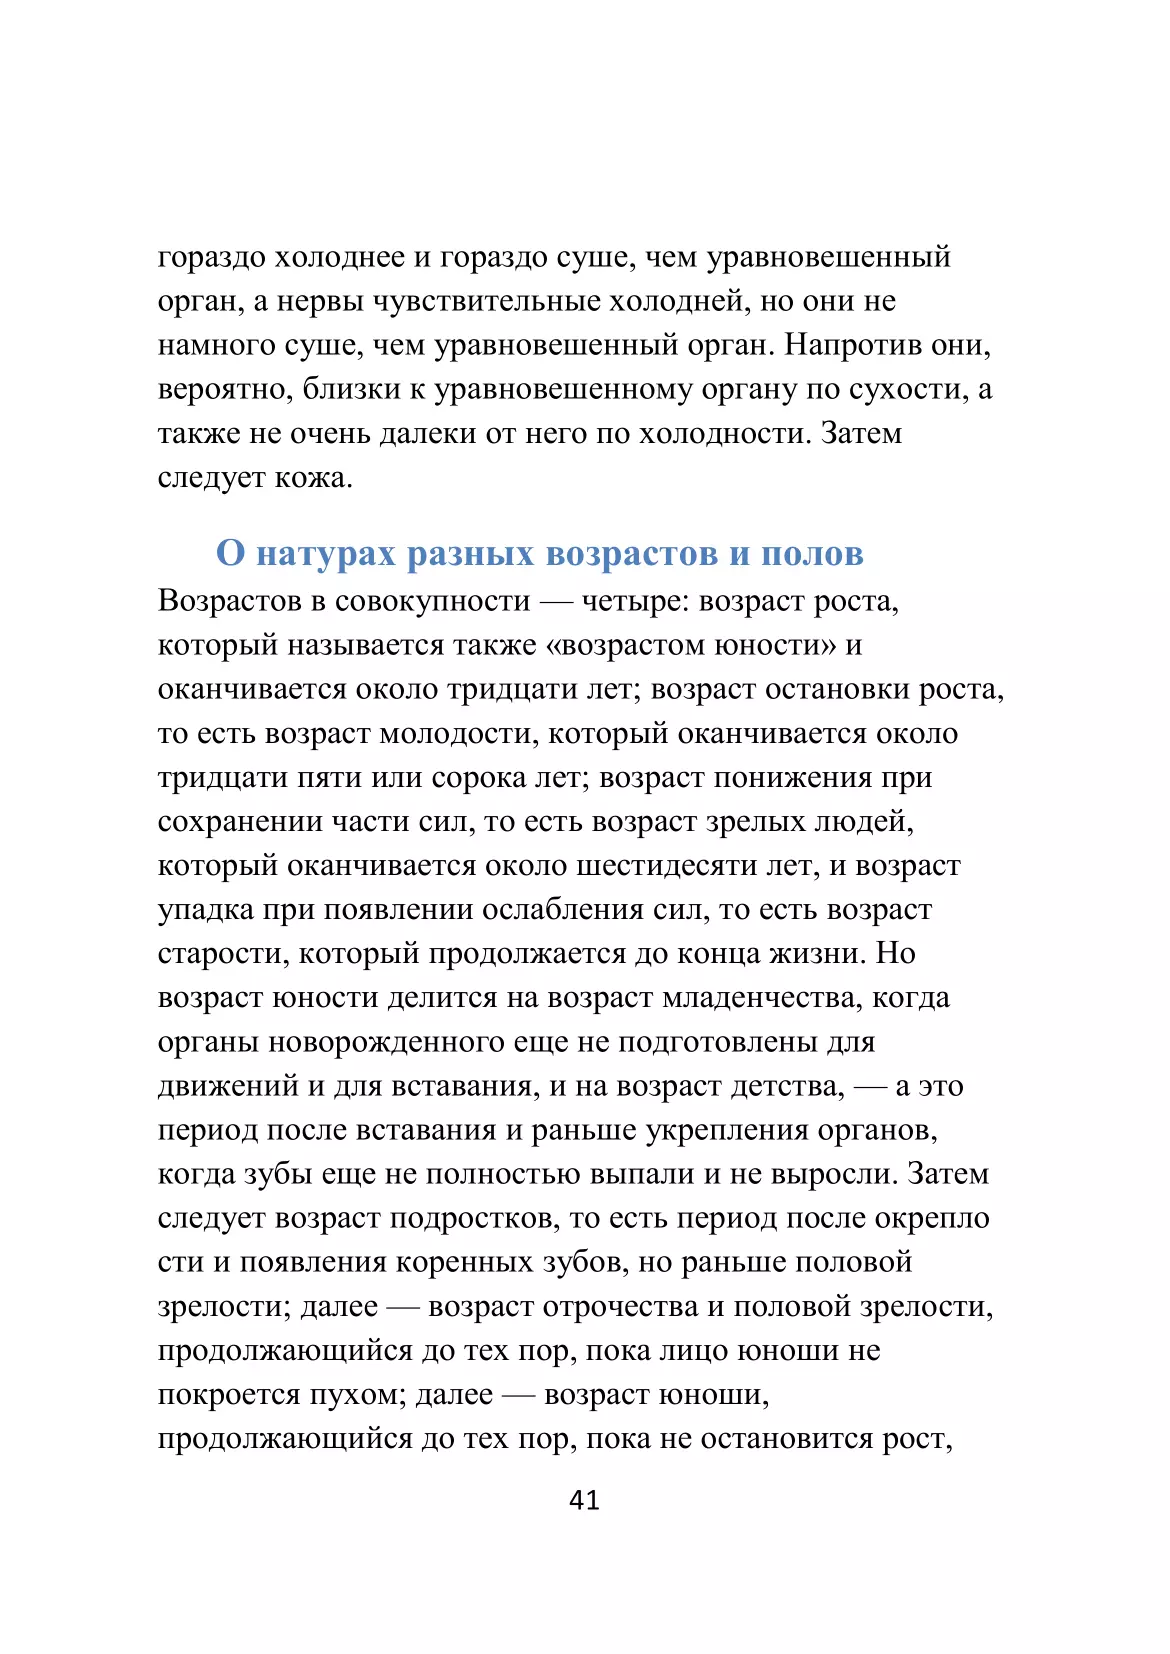 гораздо холоднее и гораздо суше, чем уравновешенный
орган, а нервы чувствительные холодней, но они не
намного суше, чем уравновешенный орган. Напротив они,
вероятно, близки к уравновешенному органу по сухости, а
также не очень далеки от него по холодности. Затем
следует кожа.
О натурах разных возрастов и полов
Возрастов в совокупности — четыре: возраст роста,
который называется также «возрастом юности» и
оканчивается около тридцати лет; возраст остановки роста,
то есть возраст молодости, который оканчивается около
тридцати пяти или сорока лет; возраст понижения при
сохранении части сил, то есть возраст зрелых людей,
который оканчивается около шестидесяти лет, и возраст
упадка при появлении ослабления сил, то есть возраст
старости, который продолжается до конца жизни. Но
возраст юности делится на возраст младенчества, когда
органы новорожденного еще не подготовлены для
движений и для вставания, и на возраст детства, — а это
период после вставания и раньше укрепления органов,
когда зубы еще не полностью выпали и не выросли. Затем
следует возраст подростков, то есть период после окрепло
сти и появления коренных зубов, но раньше половой
зрелости; далее — возраст отрочества и половой зрелости,
продолжающийся до тех пор, пока лицо юноши не
покроется пухом; далее — возраст юноши,
продолжающийся до тех пор, пока не остановится рост,
41